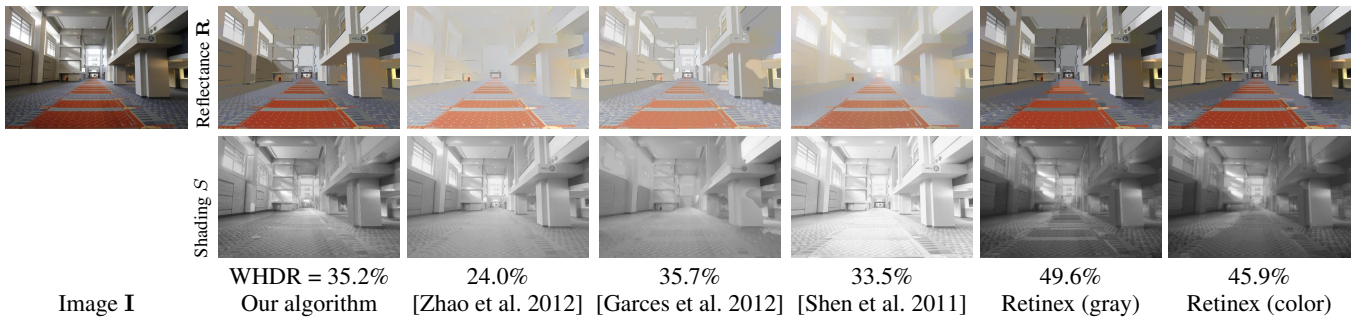 Reflectance R
Shading S
WHDR = 35.2% 24.0% 35.7% 33.5% 49.6% 45.9%
Image I Our algorithm [Zhao et al. 2012] [Garces et al. 2012] [Shen et al. 2011] Retinex (gray) Retinex (color)